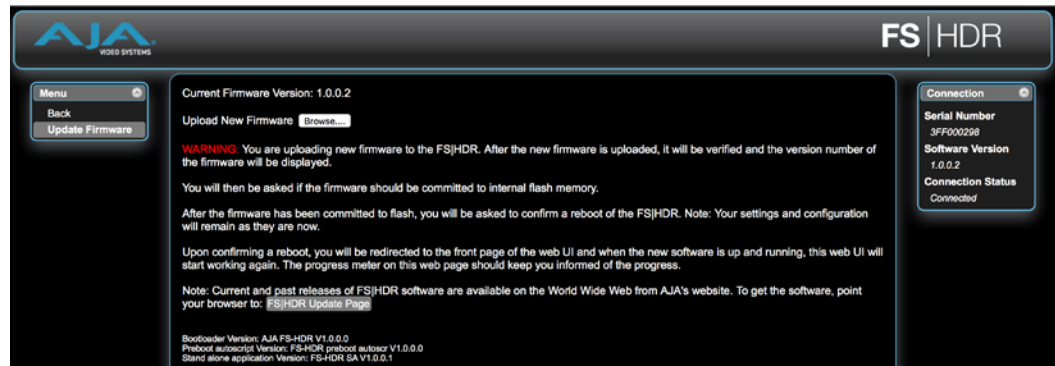 AJA
VIDEO SYSTEMS
FS|HDR
Menu
Back
Update Firmware
Current Firmware Version: 1.0.0.2
Upload New Firmware Browse....
WARNING: You are uploading new firmware to the FS|HDR. After the new firmware is uploaded, it will be verified and the version number of
the firmware will be displayed.
You will then be asked if the firmware should be committed to internal flash memory.
After the firmware has been committed to flash, you will be asked to confirm a reboot of the FS|HDR. Note: Your settings and configuration
will remain as they are now.
Upon confirming a reboot, you will be redirected to the front page of the web UI and when the new software is up and running, this web UI will
start working again. The progress meter on this web page should keep you informed of the progress.
Note: Current and past releases of FS|HDR software are available on the World Wide Web from AJA's website. To get the software, point
your browser to: FS|HDR Update Page
Bootloader Version: AJA FS-HDR V1.0.0.0
Preboot autoscript Version: FS-HDR preboot autoscr V1.0.0.0
Stand alone application Version: FS-HDR SA V1.0.0.1
Connection
Serial Number
3FF000298
Software Version
1.0.0.2
Connection Status
Connected